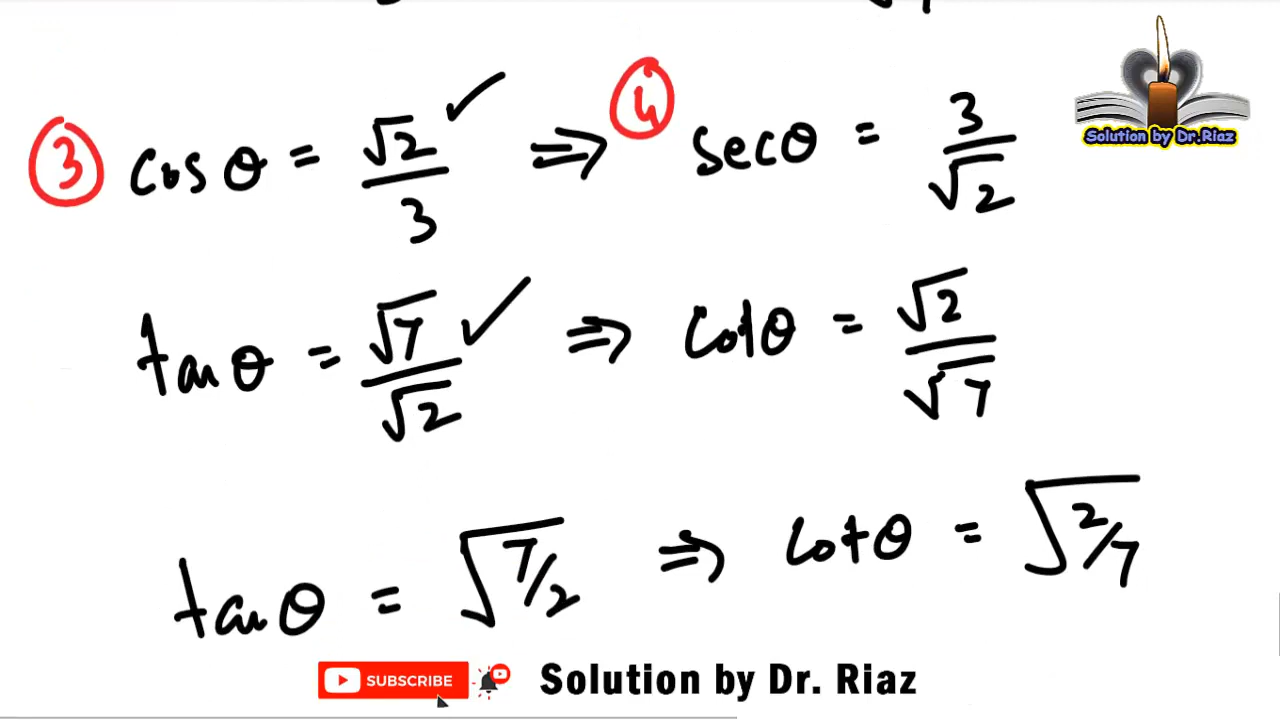 ③ cos θ = √2/3 ✓ ⇒ ④ sec θ = 3/√2
tan θ = √7/√2 ✓ ⇒ cot θ = √2/√7
tan θ = √(7/2) ⇒ cot θ = √(2/7)
Solution by Dr.Riaz
SUBSCRIBE
Solution by Dr. Riaz